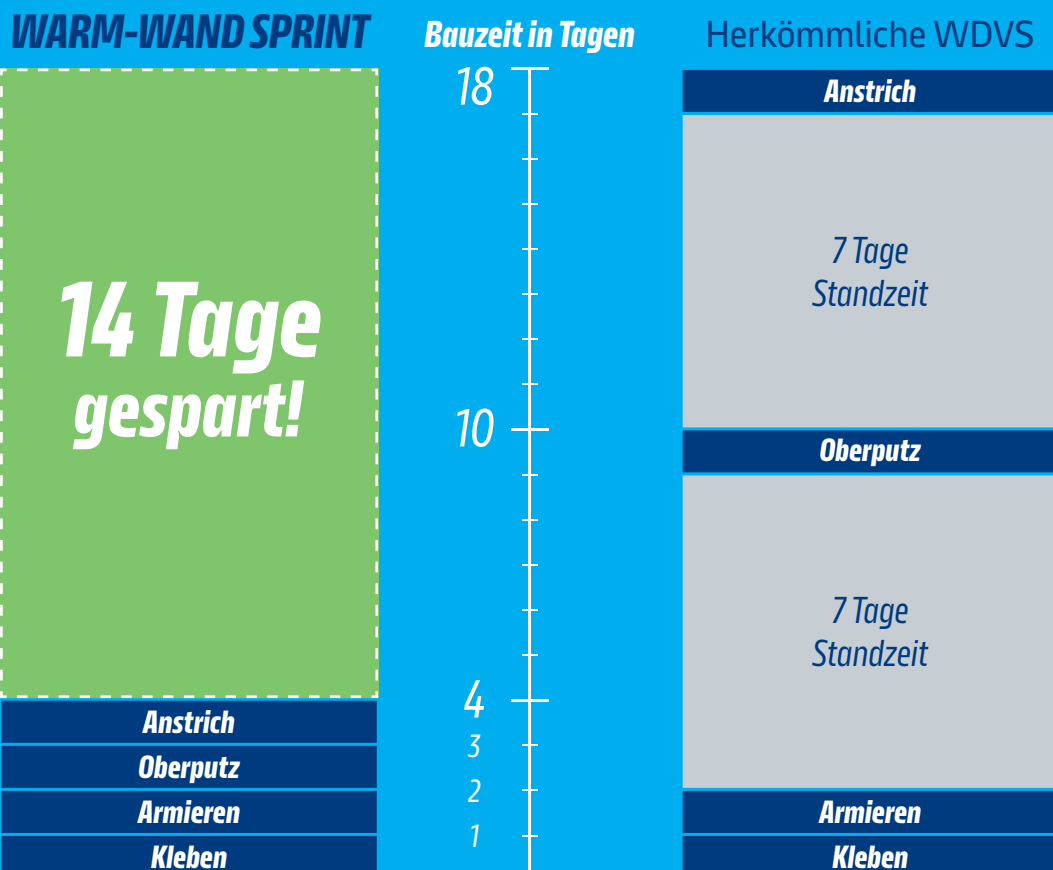 WARM-WAND SPRINT
Bauzeit in Tagen
Herkömmliche WDVS
14 Tage
gespart!
Anstrich
Oberputz
Armieren
Kleben
18
10
4
3
2
1
Anstrich
7 Tage
Standzeit
Oberputz
7 Tage
Standzeit
Armieren
Kleben